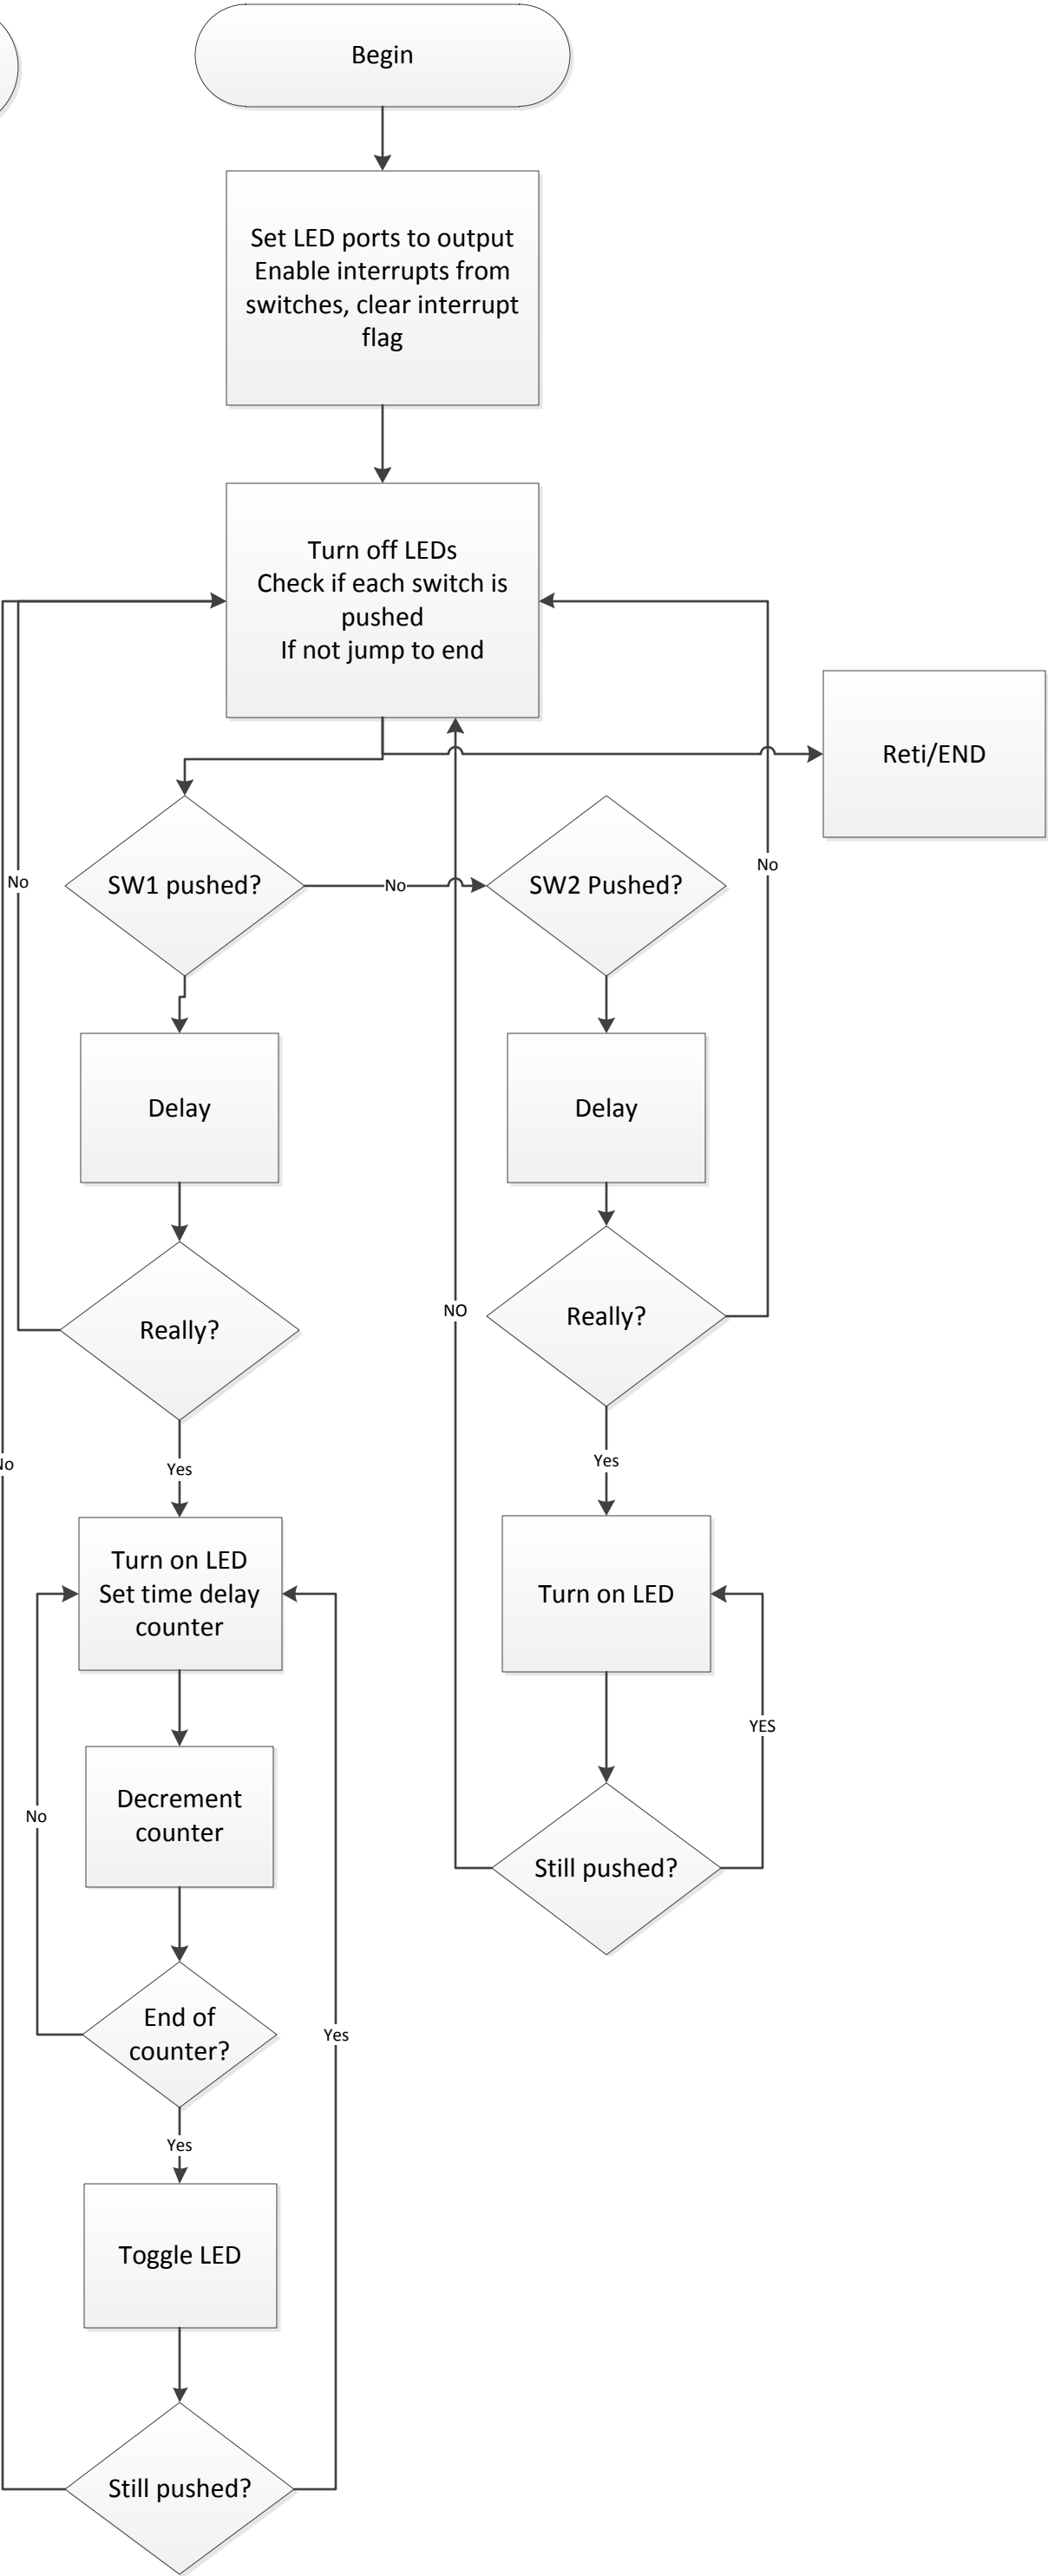 Begin
Set LED ports to output
Enable interrupts from
switches, clear interrupt
flag
Turn off LEDs
Check if each switch is
pushed
If not jump to end
Reti/END
SW1 pushed?
No
SW2 Pushed?
No
No
Delay
Delay
Really?
Really?
NO
Yes
Yes
No
Turn on LED
Set time delay
counter
Turn on LED
YES
Decrement
counter
No
Still pushed?
End of
counter?
Yes
Yes
Toggle LED
Still pushed?